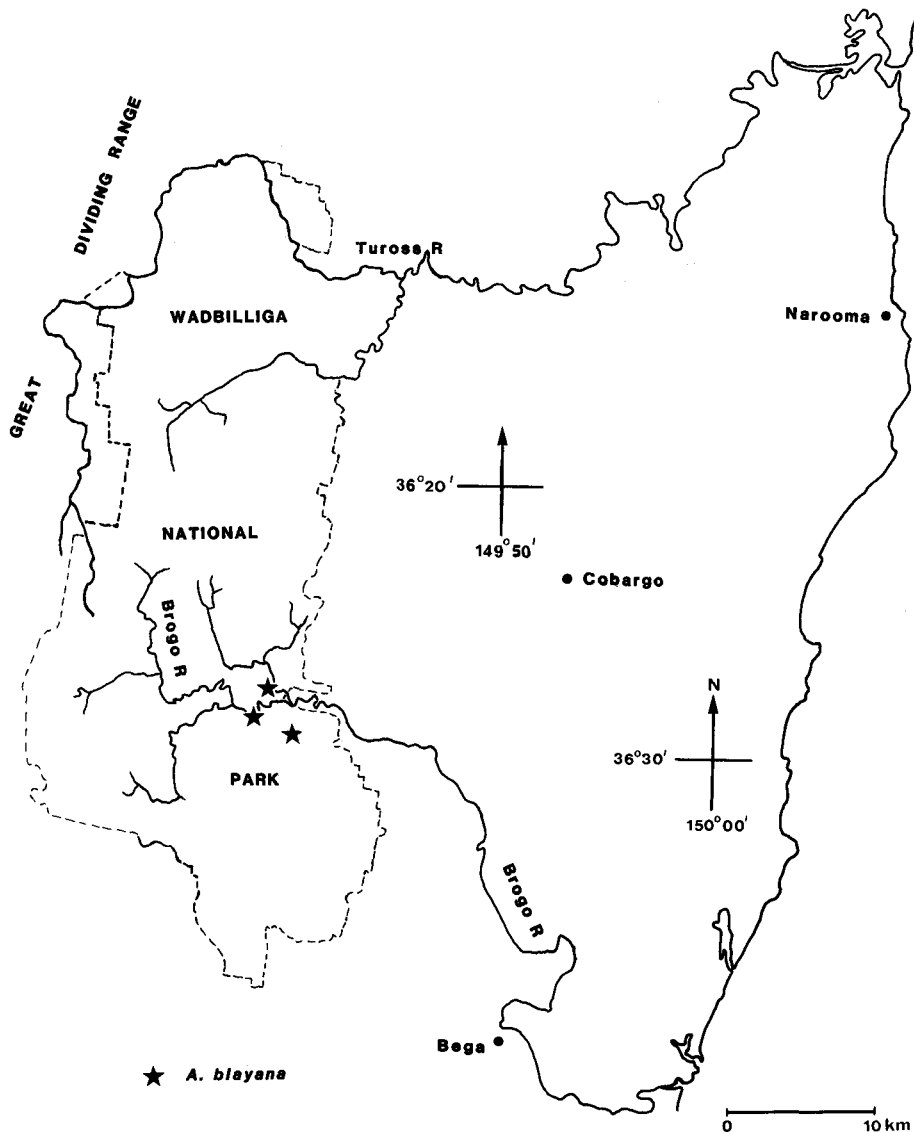 DIVIDING RANGE
GREAT
Tuross R
WADBILLIGA
Narooma
36°20'
149°50'
NATIONAL
Cobargo
Brogo R
N
36°30'
150°00'
PARK
Brogo R
Bega
A. blayana
0 10 km